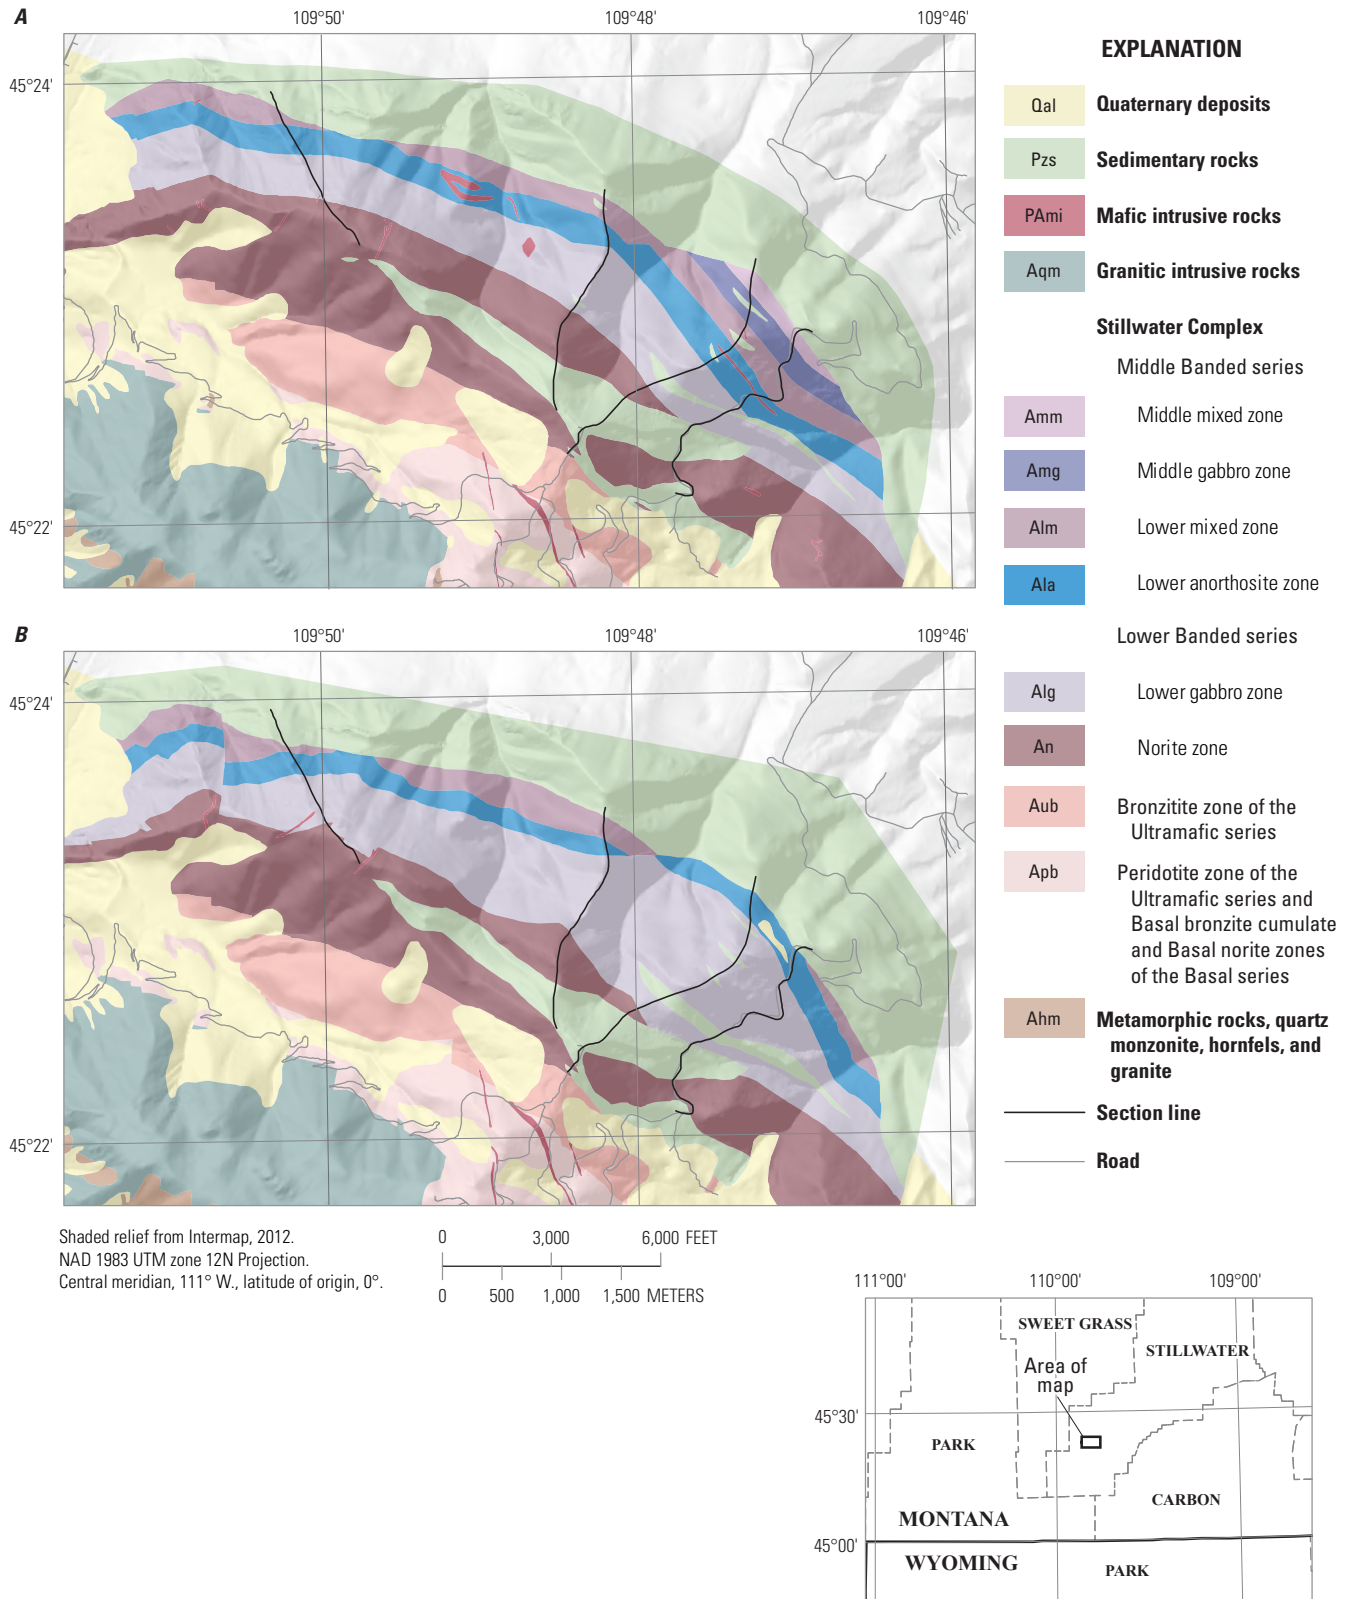 A
109°50'
109°48'
109°46'
45°24'
45°22'
B
109°50'
109°48'
109°46'
45°24'
45°22'
EXPLANATION
Qal
Quaternary deposits
Pzs
Sedimentary rocks
PAmi
Mafic intrusive rocks
Aqm
Granitic intrusive rocks
Stillwater Complex
Middle Banded series
Amm
Middle mixed zone
Amg
Middle gabbro zone
Alm
Lower mixed zone
Ala
Lower anorthosite zone
Lower Banded series
Alg
Lower gabbro zone
An
Norite zone
Aub
Bronzitite zone of the
Ultramafic series
Apb
Peridotite zone of the
Ultramafic series and
Basal bronzite cumulate
and Basal norite zones
of the Basal series
Ahm
Metamorphic rocks, quartz
monzonite, hornfels, and
granite
Section line
Road
Shaded relief from Intermap, 2012.
NAD 1983 UTM zone 12N Projection.
Central meridian, 111° W., latitude of origin, 0°.
0 3,000 6,000 FEET
0 500 1,000 1,500 METERS
111°00' 110°00' 109°00'
SWEET GRASS
STILLWATER
Area of
map
45°30'
PARK
CARBON
MONTANA
45°00'
WYOMING
PARK